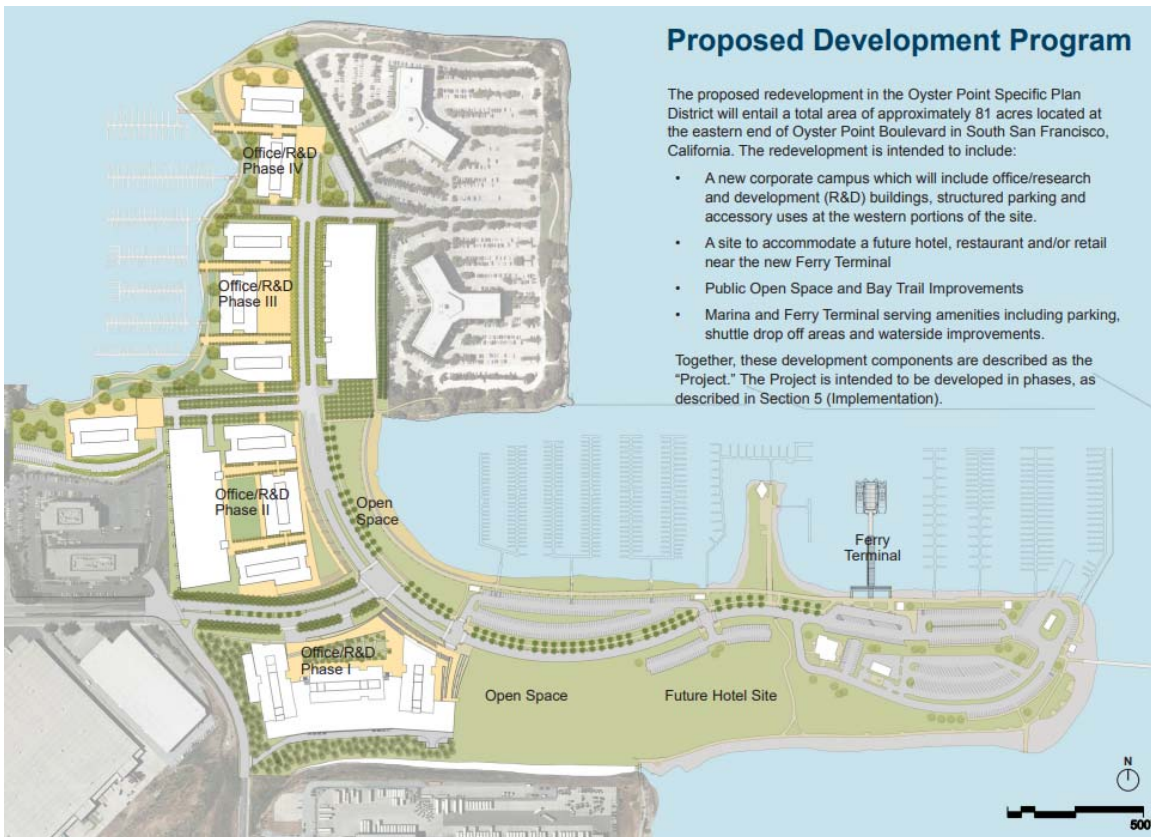 Proposed Development Program
The proposed redevelopment in the Oyster Point Specific Plan
District will entail a total area of approximately 81 acres located at
the eastern end of Oyster Point Boulevard in South San Francisco,
California. The redevelopment is intended to include:
• A new corporate campus which will include office/research
and development (R&D) buildings, structured parking and
accessory uses at the western portions of the site.
• A site to accommodate a future hotel, restaurant and/or retail
near the new Ferry Terminal
• Public Open Space and Bay Trail Improvements
• Marina and Ferry Terminal serving amenities including parking,
shuttle drop off areas and waterside improvements.
Together, these development components are described as the
“Project.” The Project is intended to be developed in phases, as
described in Section 5 (Implementation).
Office/R&D
Phase IV
Office/R&D
Phase III
Office/R&D
Phase II
Open
Space
Ferry
Terminal
Office/R&D
Phase I
Open Space
Future Hotel Site
N
500